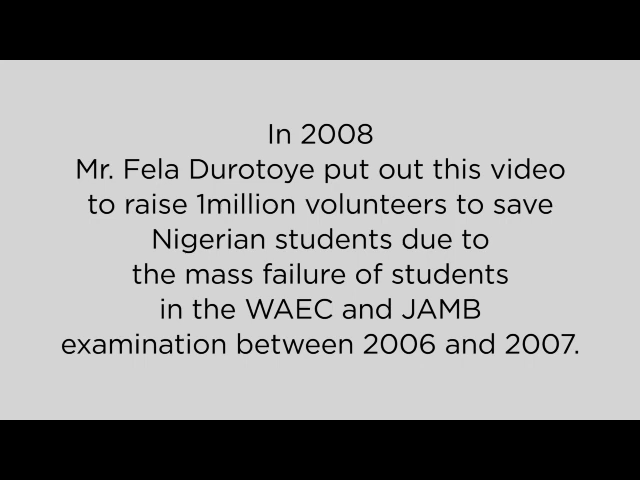 In 2008
Mr. Fela Durotoye put out this video
to raise 1million volunteers to save
Nigerian students due to
the mass failure of students
in the WAEC and JAMB
examination between 2006 and 2007.